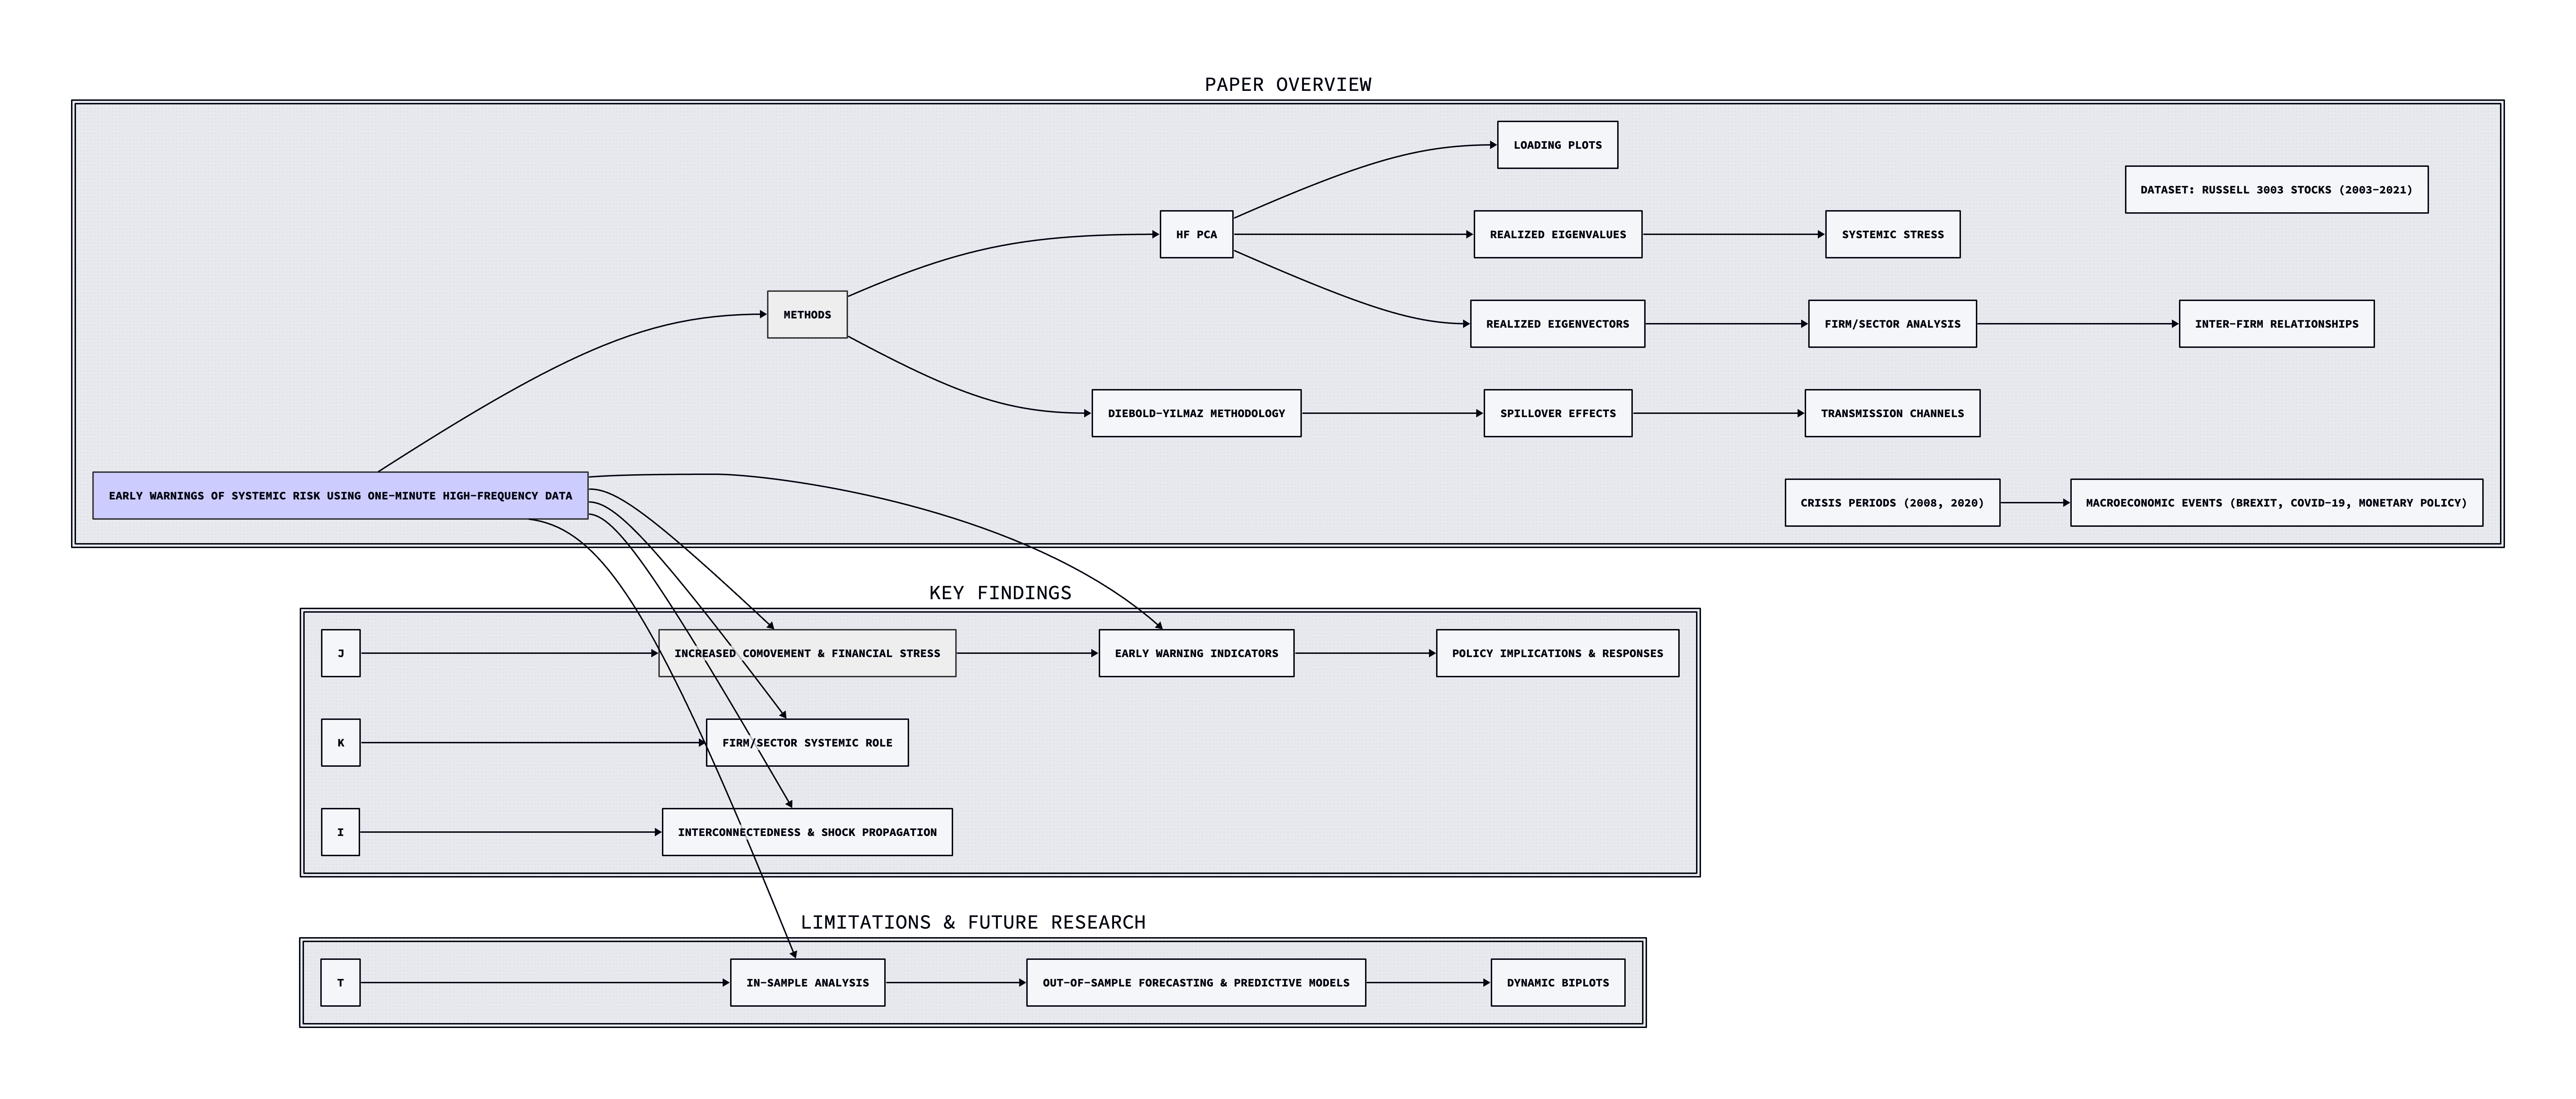 PAPER OVERVIEW
LOADING PLOTS
DATASET: RUSSELL 3003 STOCKS (2003-2021)
HF PCA
REALIZED EIGENVALUES
SYSTEMIC STRESS
METHODS
REALIZED EIGENVECTORS
FIRM/SECTOR ANALYSIS
INTER-FIRM RELATIONSHIPS
DIEBOLD-YILMAZ METHODOLOGY
SPILLOVER EFFECTS
TRANSMISSION CHANNELS
EARLY WARNINGS OF SYSTEMIC RISK USING ONE-MINUTE HIGH-FREQUENCY DATA
CRISIS PERIODS (2008, 2020)
MACROECONOMIC EVENTS (BREXIT, COVID-19, MONETARY POLICY)
KEY FINDINGS
J
INCREASED COMOVEMENT & FINANCIAL STRESS
EARLY WARNING INDICATORS
POLICY IMPLICATIONS & RESPONSES
K
FIRM/SECTOR SYSTEMIC ROLE
I
INTERCONNECTEDNESS & SHOCK PROPAGATION
LIMITATIONS & FUTURE RESEARCH
T
IN-SAMPLE ANALYSIS
OUT-OF-SAMPLE FORECASTING & PREDICTIVE MODELS
DYNAMIC BIPLOTS